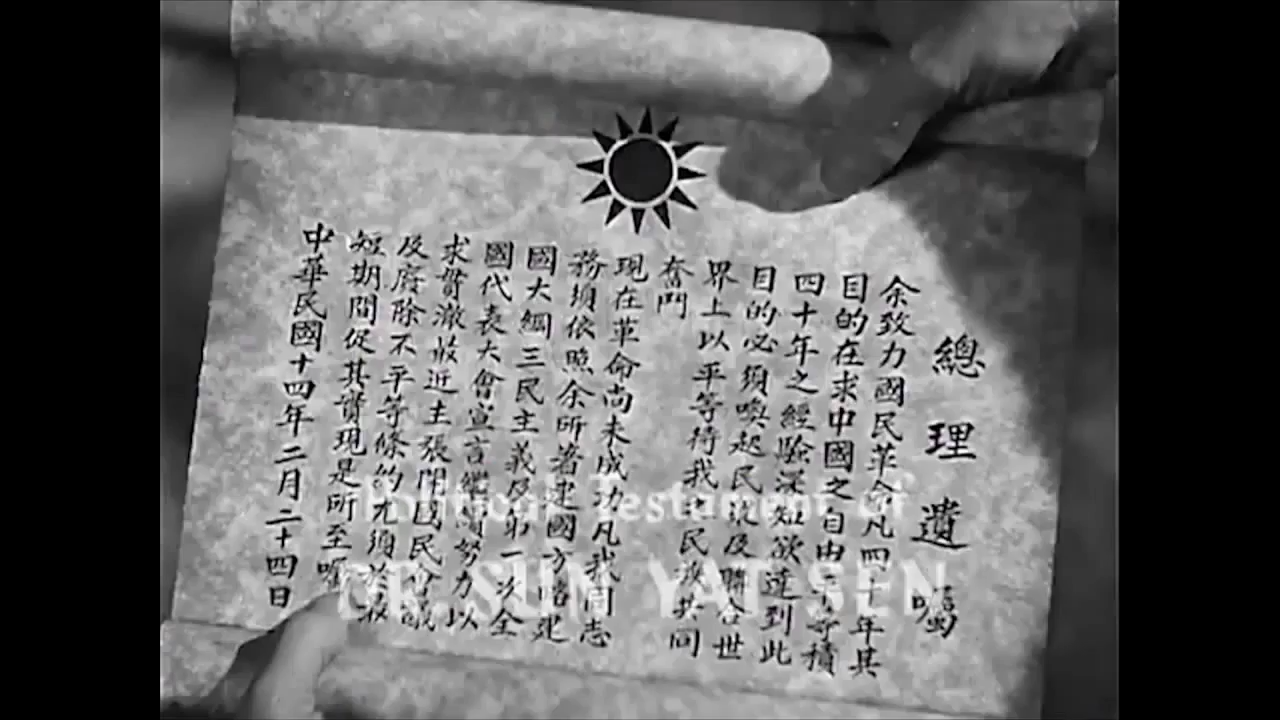 總理遺囑
余致力國民革命凡四十年其
目的在求中國之自由平等積
四十年之經驗深知欲達到此
目的必須喚起民眾及聯合世
界上以平等待我之民族共同
奮鬥
現在革命尚未成功凡我同志
務須依照余所著建國方略建
國大綱三民主義及第一次全
國代表大會宣言繼續努力以
求貫澈最近主張開國民會議
及廢除不平等條約尤須於最
短期間促其實現是所至囑
中華民國十四年二月二十四日
Political Testament of
DR. SUN YAT SEN